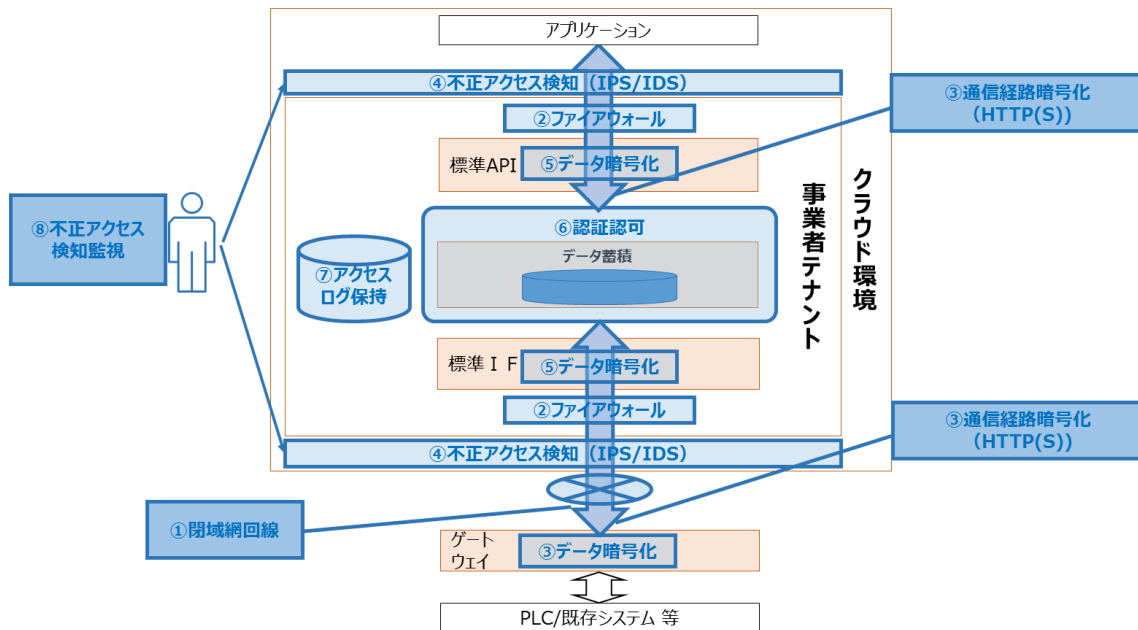 アプリケーション
④不正アクセス検知（IPS/IDS）
③通信経路暗号化
（HTTP(S)）
②ファイアウォール
標準API
⑤データ暗号化
クラウド環境
事業者テナント
⑧不正アクセス
検知監視
⑥認証認可
データ蓄積
⑦アクセス
ログ保持
標準ＩＦ
⑤データ暗号化
②ファイアウォール
③通信経路暗号化
（HTTP(S)）
④不正アクセス検知（IPS/IDS）
①閉域網回線
ゲート
ウェイ
③データ暗号化
PLC/既存システム 等